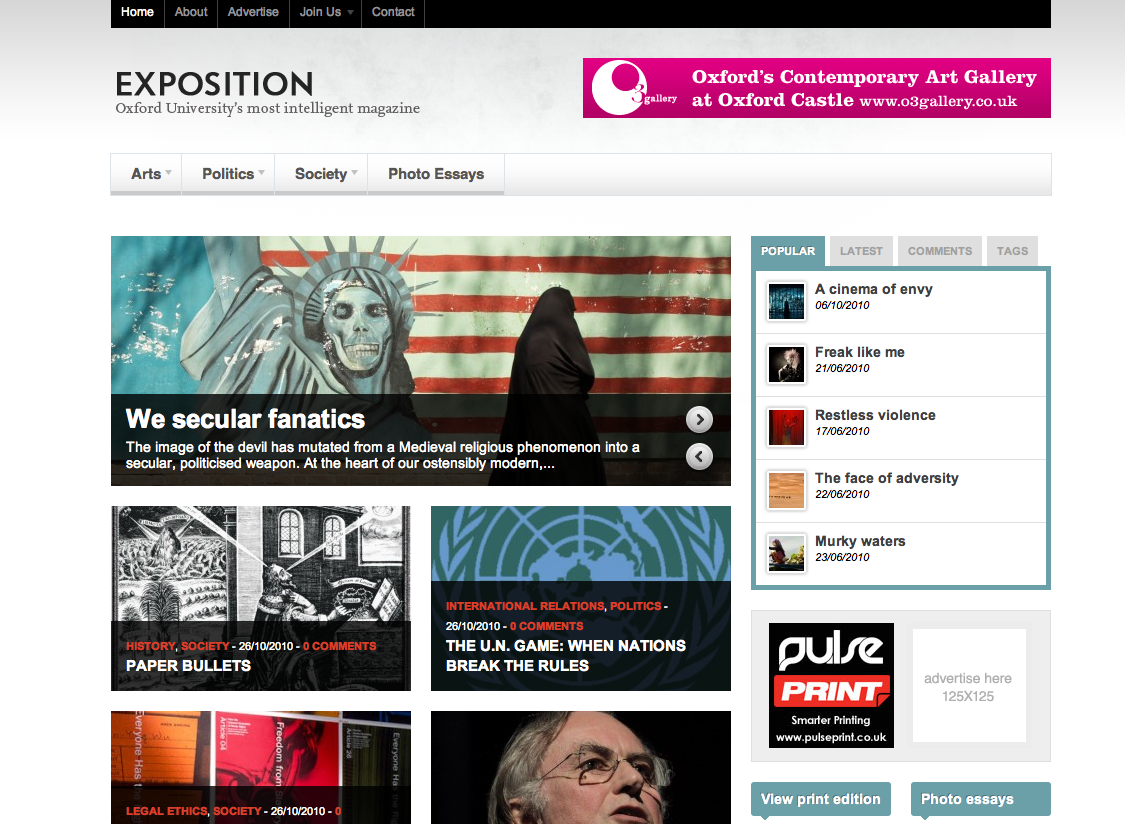 Home About Advertise Join Us Contact
EXPOSITION
Oxford University's most intelligent magazine
3 gallery
Oxford's Contemporary Art Gallery
at Oxford Castle www.o3gallery.co.uk
Arts Politics Society Photo Essays
We secular fanatics
The image of the devil has mutated from a Medieval religious phenomenon into a
secular, politicised weapon. At the heart of our ostensibly modern,...
POPULAR LATEST COMMENTS TAGS
A cinema of envy
06/10/2010
Freak like me
21/06/2010
Restless violence
17/06/2010
The face of adversity
22/06/2010
Murky waters
23/06/2010
HISTORY, SOCIETY - 26/10/2010 - 0 COMMENTS
PAPER BULLETS
INTERNATIONAL RELATIONS, POLITICS -
26/10/2010 - 0 COMMENTS
THE U.N. GAME: WHEN NATIONS
BREAK THE RULES
pulse
PRINT
Smarter Printing
www.pulseprint.co.uk
advertise here
125X125
Everyone Has the
Article 04
Freedom from
Article 26
Everyone Has the
LEGAL ETHICS, SOCIETY - 26/10/2010 - 0
View print edition
Photo essays